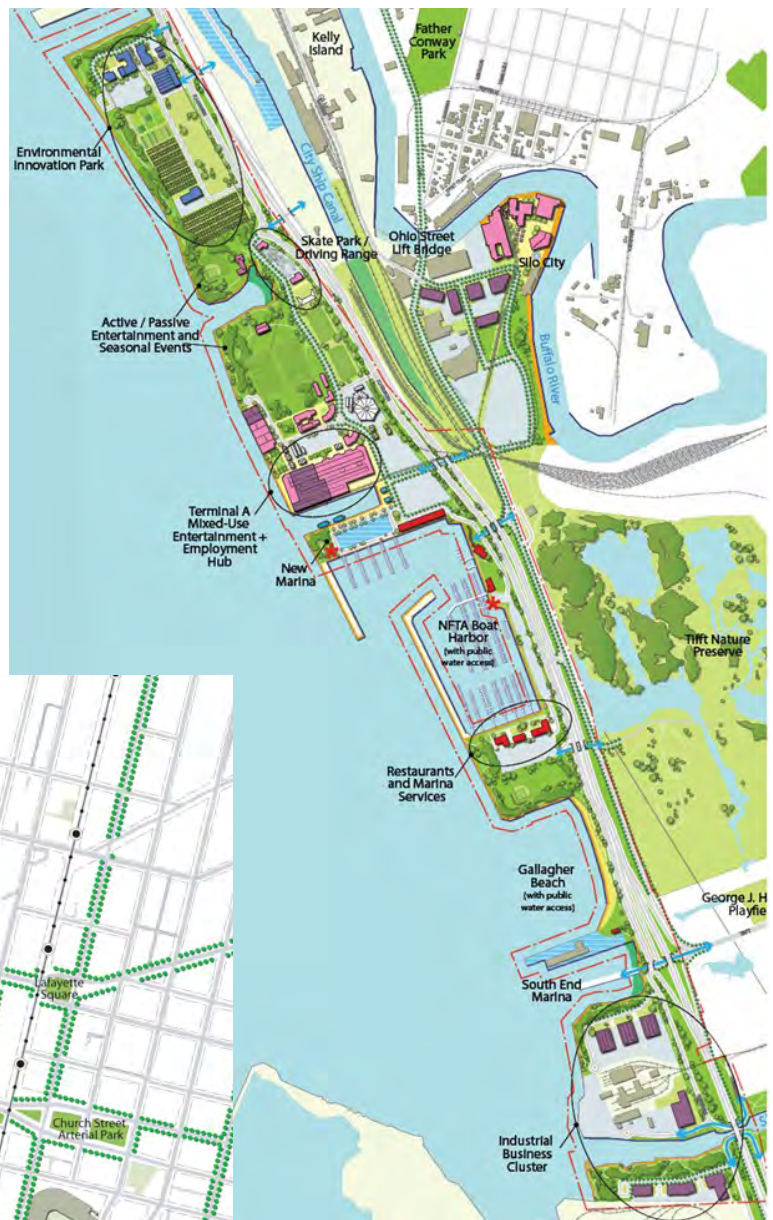 Kelly
Island
Father
Conway
Park
Environmental
Innovation Park
City Ship Canal
Skate Park /
Driving Range
Ohio Street
Lift Bridge
Silo City
Active / Passive
Entertainment and
Seasonal Events
Buffalo River
Terminal A
Mixed-Use
Entertainment +
Employment
Hub
New
Marina
NFTA Boat
Harbor
(with public
water access)
Tifft Nature
Preserve
Restaurants
and Marina
Services
Gallagher
Beach
(with public
water access)
George J. H
Playfie
South End
Marina
Lafayette
Square
Church Street
Arterial Park
Industrial
Business
Cluster
S